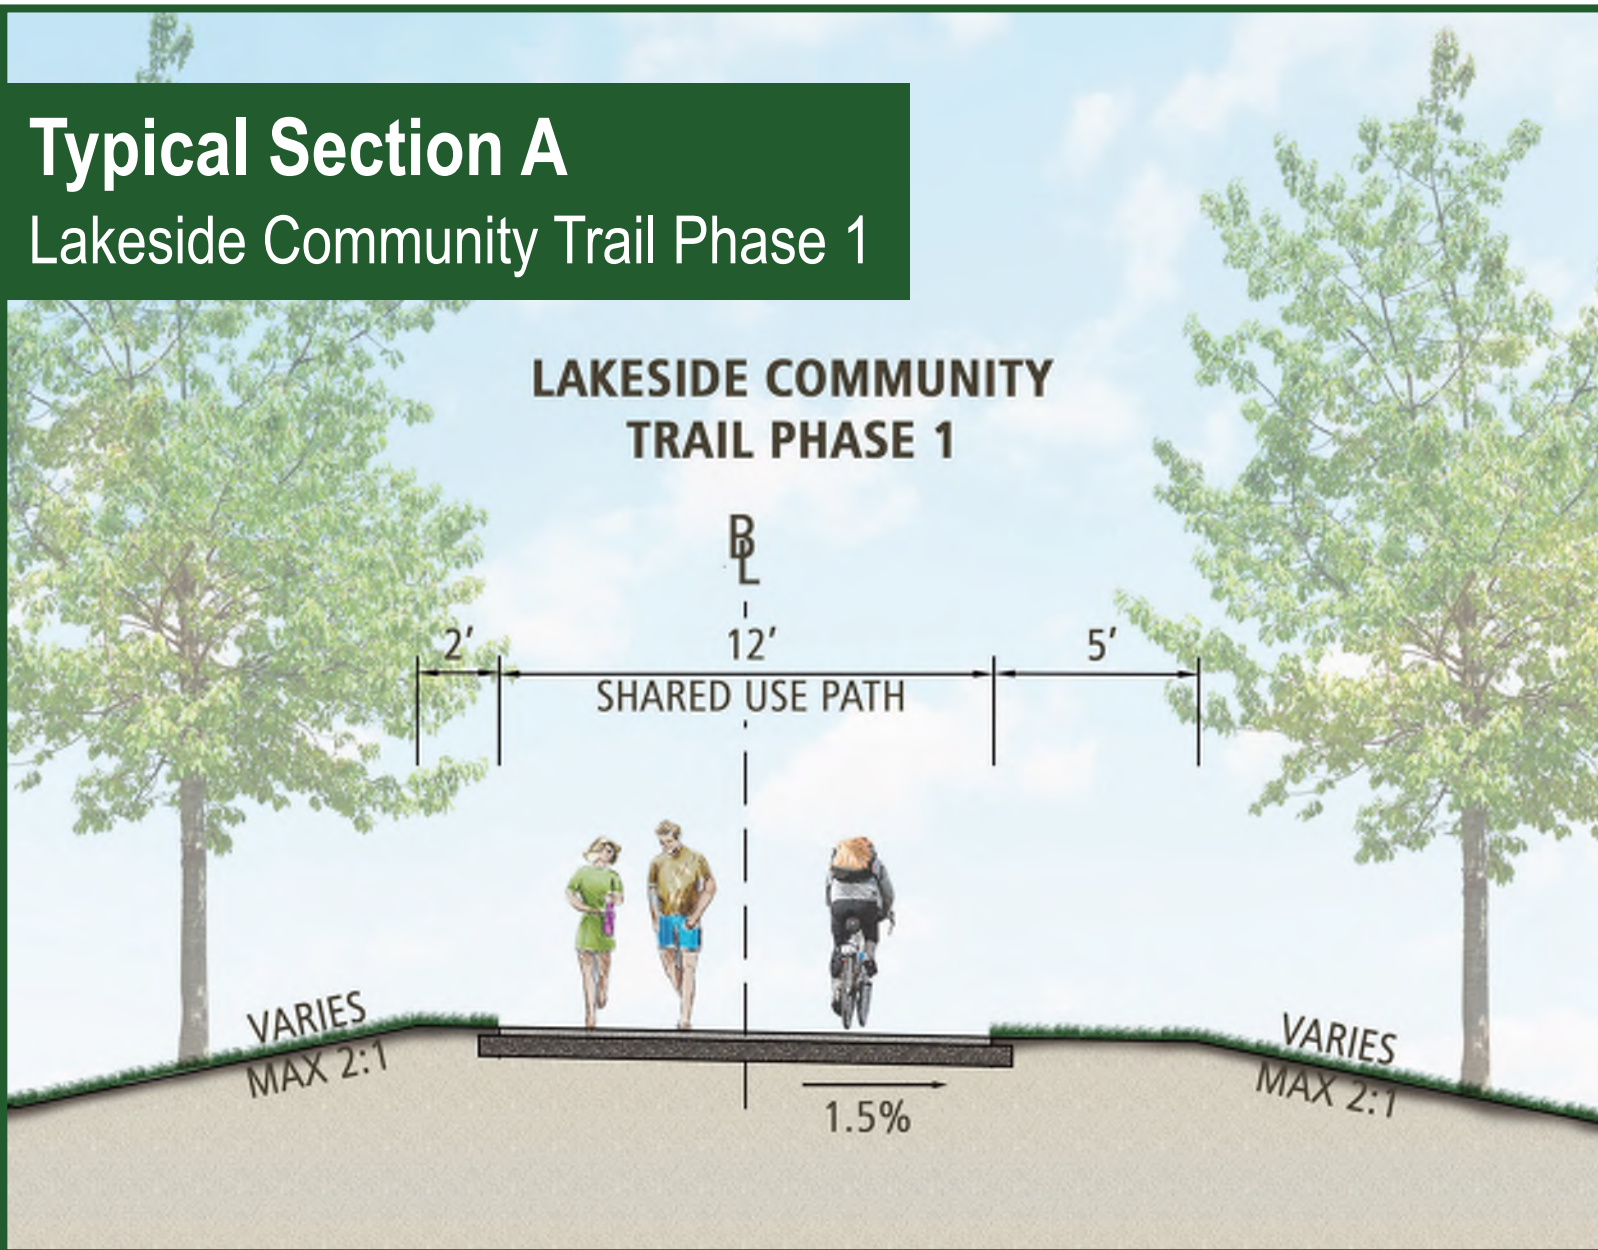 Typical Section A
Lakeside Community Trail Phase 1
LAKESIDE COMMUNITY
TRAIL PHASE 1
BL
2’ 12’ 5’
SHARED USE PATH
VARIES
MAX 2:1
VARIES
MAX 2:1
1.5%